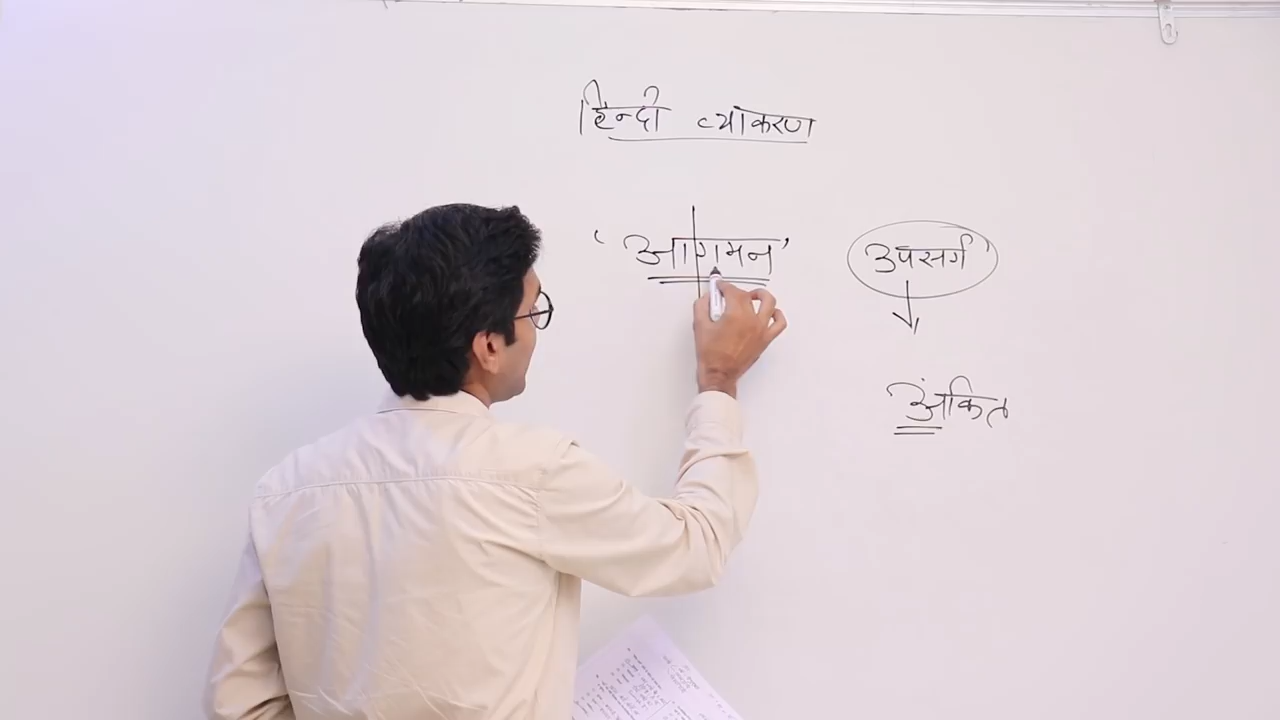 हिन्दी व्याकरण
‘आगमन’ उपसर्ग’
अंकित